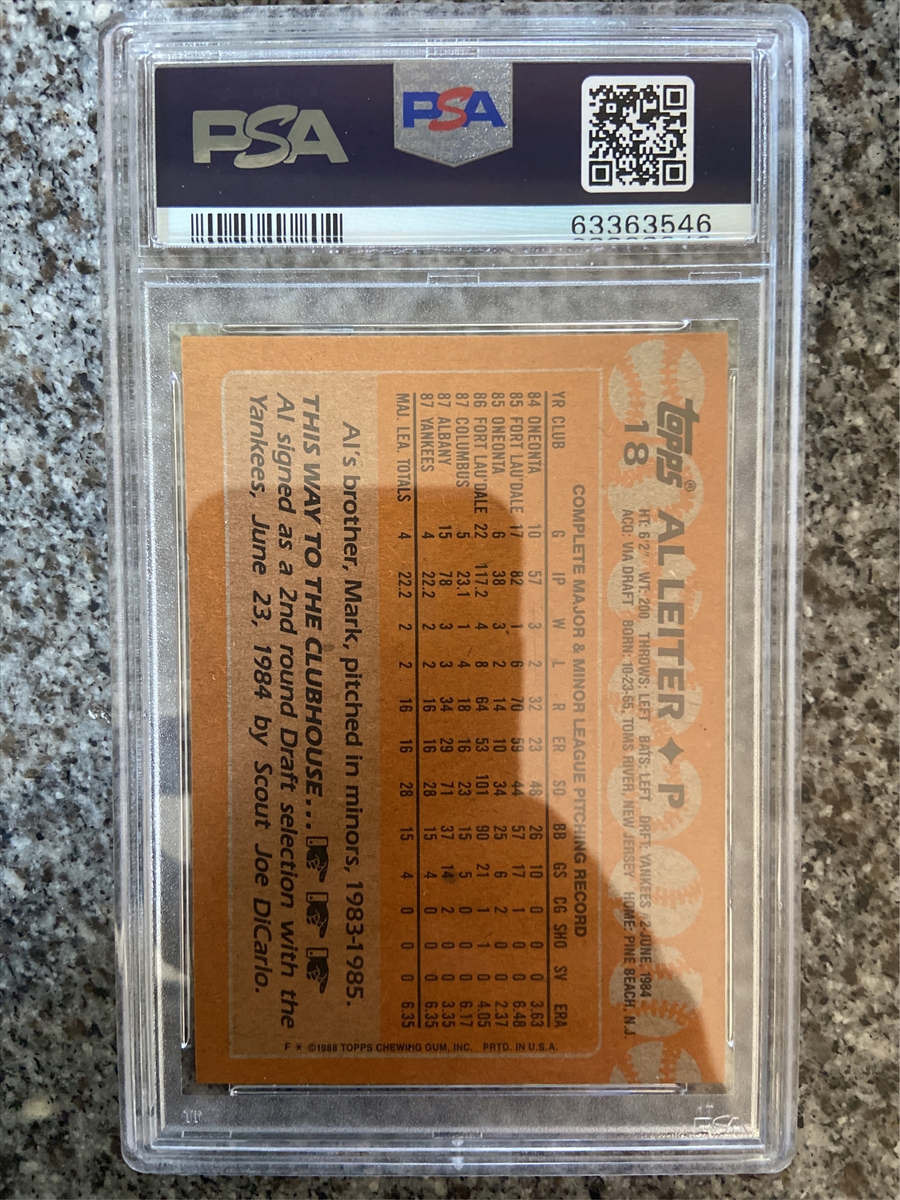 PSA
PSA
63363546
topps® AL LEITER ◆ P
18
HT: 6'2" WT: 200 THROWS: LEFT BATS: LEFT DRFT: YANKEES #2-JUNE, 1984
ACQ: VIA DRAFT BORN: 10-23-65, TOMS RIVER, NEW JERSEY HOME: PINE BEACH, N.J.
COMPLETE MAJOR & MINOR LEAGUE PITCHING RECORD
YR CLUB G IP W L R ER SO BB GS CG SHO SV ERA
84 ONEONTA 10 57 3 2 32 23 48 26 10 0 0 0 3.63
85 FORT LAU'DALE 17 82 1 6 70 59 44 57 17 1 0 0 6.48
85 ONEONTA 6 38 3 2 14 10 34 25 6 2 0 0 2.37
86 FORT LAU'DALE 22 117.2 4 8 64 53 101 90 21 1 1 0 4.05
87 COLUMBUS 5 23.1 1 4 18 16 23 15 5 0 0 0 6.17
87 ALBANY 15 78 3 3 34 29 71 37 14 2 0 0 3.35
87 YANKEES 4 22.2 2 2 16 16 28 15 4 0 0 0 6.35
MAJ. LEA. TOTALS 4 22.2 2 2 16 16 28 15 4 0 0 0 6.35
Al's brother, Mark, pitched in minors, 1983-1985.
THIS WAY TO THE CLUBHOUSE...
Al signed as a 2nd round Draft selection with the
Yankees, June 23, 1984 by Scout Joe DiCarlo.
F * ©1988 TOPPS CHEWING GUM, INC. PRTD. IN U.S.A.
PSA